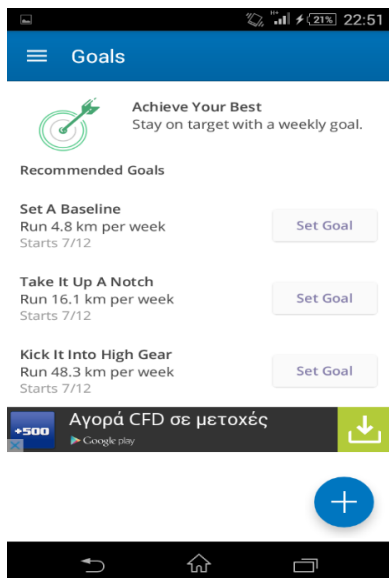 21% 22:51
Goals
Achieve Your Best
Stay on target with a weekly goal.
Recommended Goals
Set A Baseline
Run 4.8 km per week
Starts 7/12
Set Goal
Take It Up A Notch
Run 16.1 km per week
Starts 7/12
Set Goal
Kick It Into High Gear
Run 48.3 km per week
Starts 7/12
Set Goal
+500
Αγορά CFD σε μετοχές
Google play